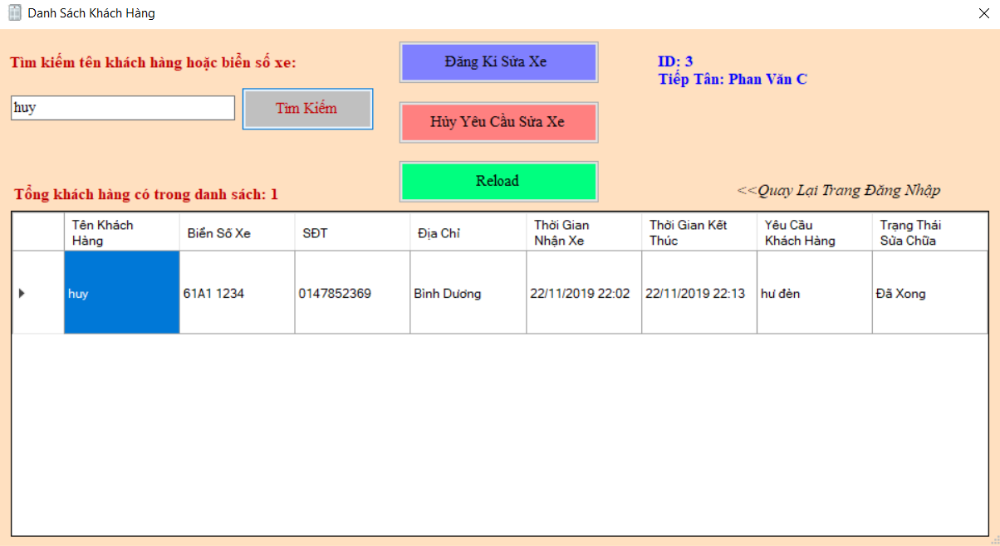 Danh Sách Khách Hàng
Tìm kiếm tên khách hàng hoặc biển số xe:
huy
Tìm Kiếm
Đăng Kí Sửa Xe
Hủy Yêu Cầu Sửa Xe
Reload
ID: 3
Tiếp Tân: Phan Văn C
Tổng khách hàng có trong danh sách: 1
<<Quay Lại Trang Đăng Nhập
Tên Khách
Hàng
Biển Số Xe
SĐT
Địa Chỉ
Thời Gian
Nhận Xe
Thời Gian Kết
Thúc
Yêu Cầu
Khách Hàng
Trạng Thái
Sửa Chữa
huy
61A1 1234
0147852369
Bình Dương
22/11/2019 22:02
22/11/2019 22:13
hư đèn
Đã Xong